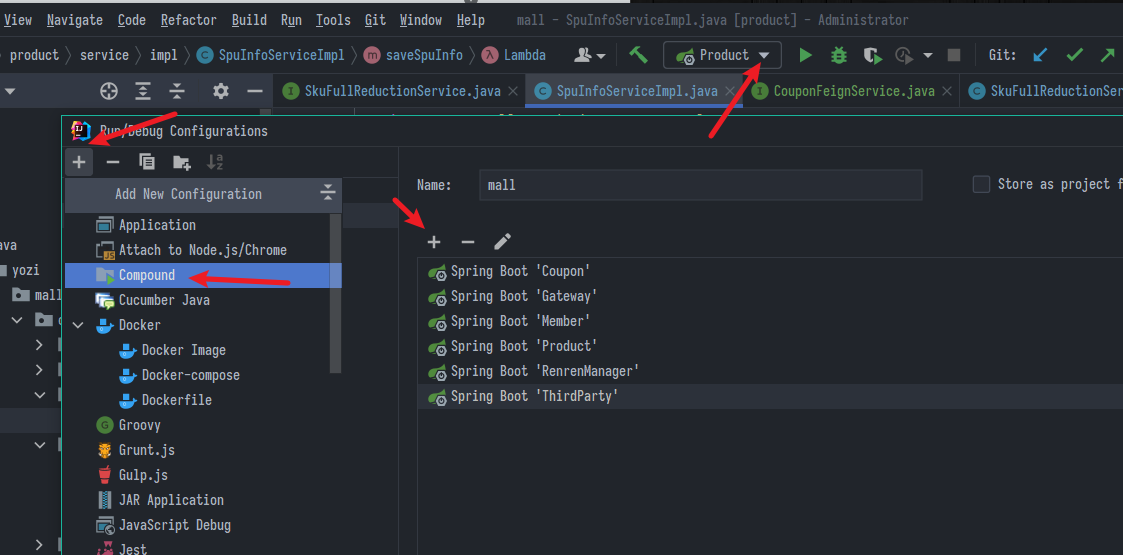 View Navigate Code Refactor Build Run Tools Git Window Help mall – SpuInfoServiceImpl.java [product] – Administrator
product service impl SpuInfoServiceImpl saveSpuInfo Lambda Product Git:
SkuFullReductionService.java SpuInfoServiceImpl.java CouponFeignService.java SkuFullReductionSer
Run/Debug Configurations
Add New Configuration
Name: mall Store as project f
Application
Attach to Node.js/Chrome
Compound
Cucumber Java
Docker
Docker Image
Docker-compose
Dockerfile
Groovy
Grunt.js
Gulp.js
JAR Application
JavaScript Debug
Jest
Spring Boot 'Coupon'
Spring Boot 'Gateway'
Spring Boot 'Member'
Spring Boot 'Product'
Spring Boot 'RenrenManager'
Spring Boot 'ThirdParty'
ava
yozi
mall